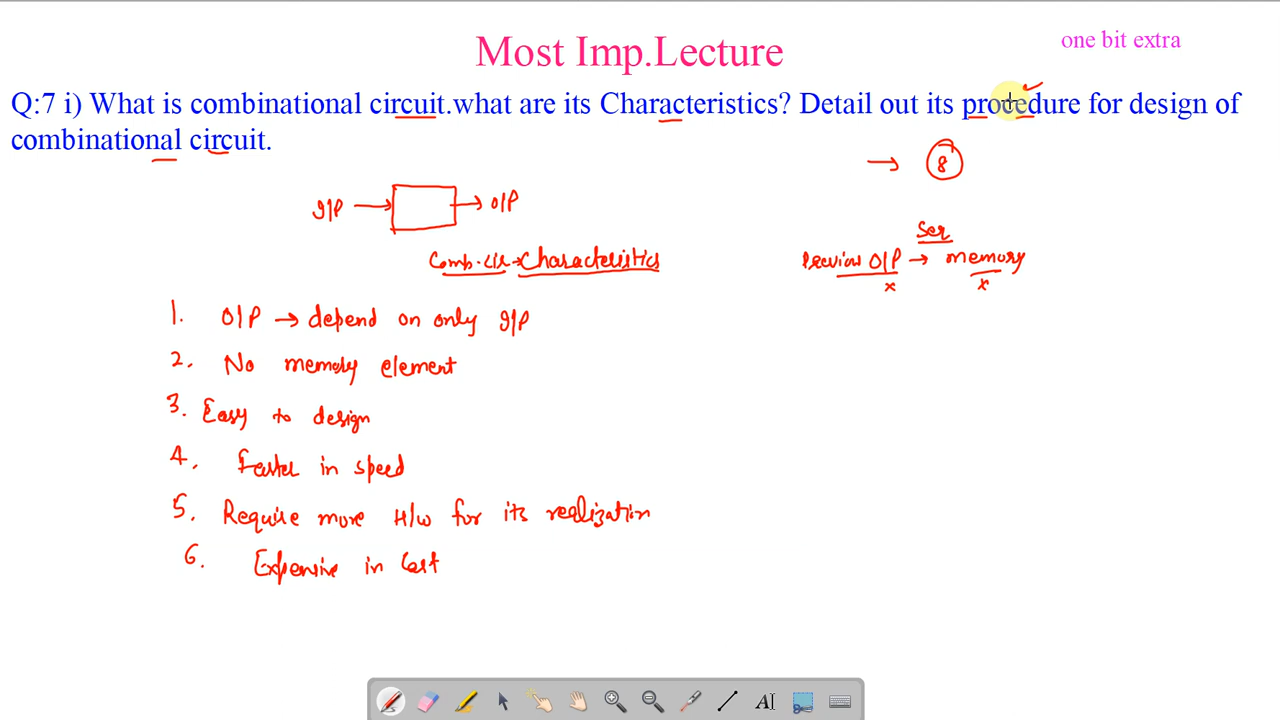 one bit extra
Most Imp.Lecture
Q:7 i) What is combinational circuit.what are its Characteristics? Detail out its procedure for design of
combinational circuit.
→ 8
I/P → → O/P
Seq
Comb. cir → Characteristics
Previous O/P → memory
x x
1. O/P → depend on only I/P
2. No memory element
3. Easy to design
4. Faster in speed
5. Require more H/W for its realization
6. Expensive in Cost
AI